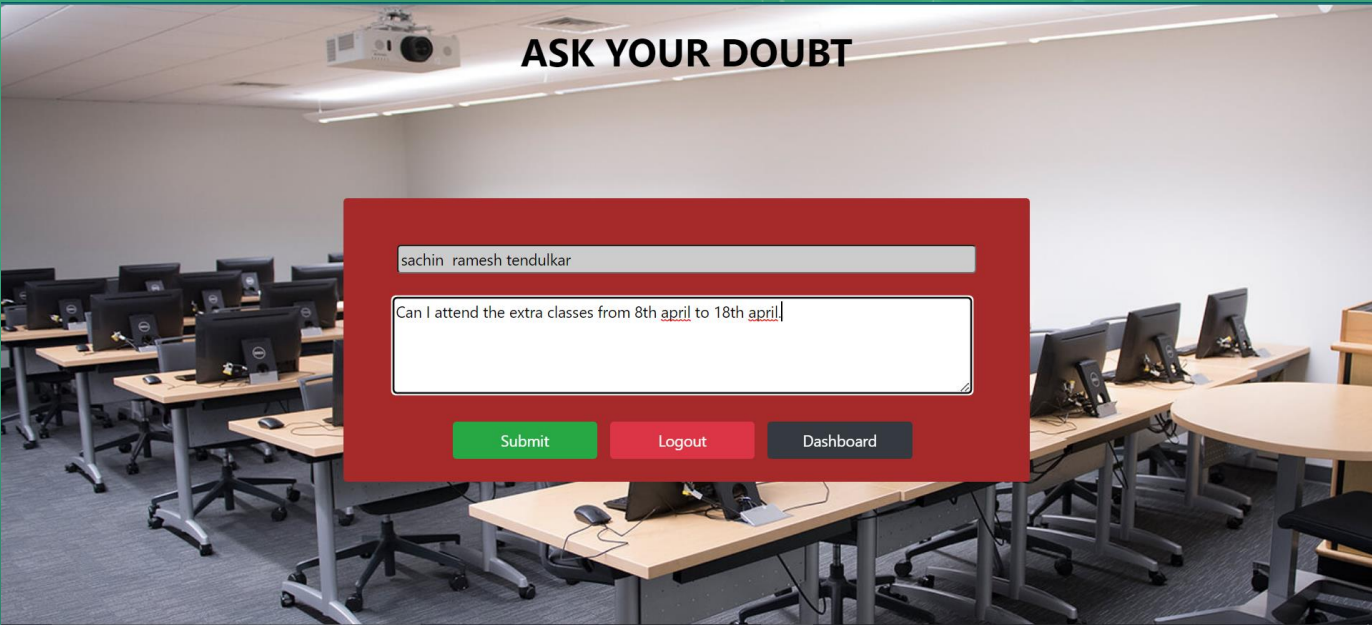 ASK YOUR DOUBT
sachin  ramesh tendulkar
Can I attend the extra classes from 8th april to 18th april.
Submit
Logout
Dashboard